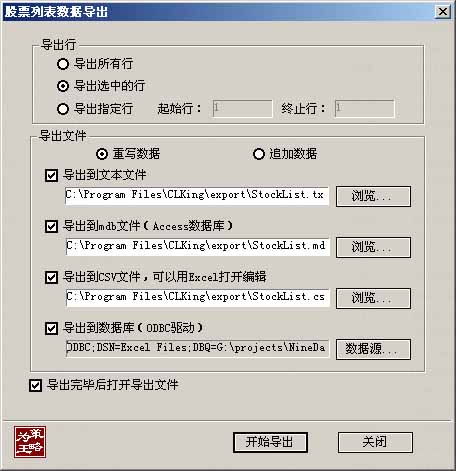 股票列表数据导出
导出行
导出所有行
导出选中的行
导出指定行 起始行： 1 终止行： 1
导出文件
重写数据 追加数据
导出到文本文件
C:\Program Files\CLKing\export\StockList.tx 浏览...
导出到mdb文件（Access数据库）
C:\Program Files\CLKing\export\StockList.md 浏览...
导出到CSV文件，可以用Excel打开编辑
C:\Program Files\CLKing\export\StockList.cs 浏览...
导出到数据库（ODBC驱动）
ODBC;DSN=Excel Files;DBQ=G:\projects\NineDa 数据源...
导出完毕后打开导出文件
策略为王 开始导出 关闭